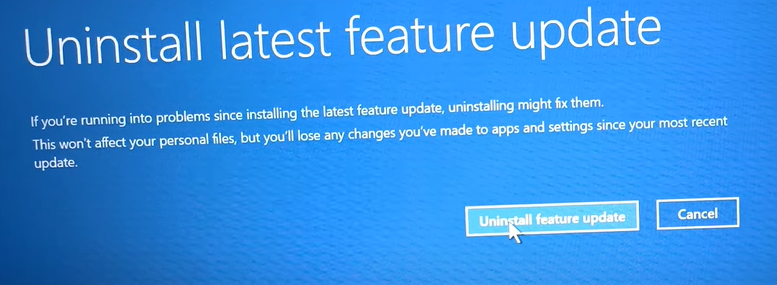 Uninstall latest feature update
If you're running into problems since installing the latest feature update, uninstalling might fix them.
This won't affect your personal files, but you'll lose any changes you've made to apps and settings since your most recent
update.
Uninstall feature update
Cancel